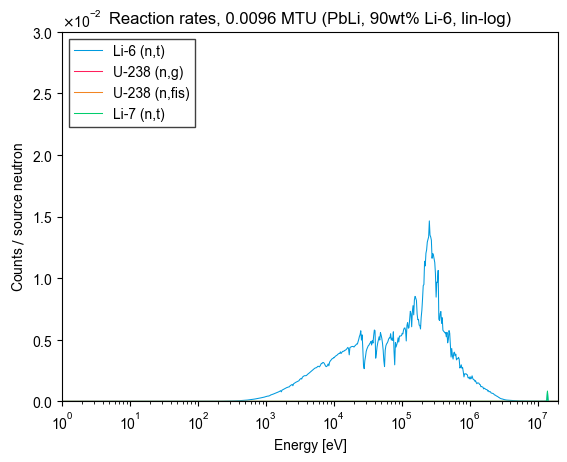 ×10⁻² Reaction rates, 0.0096 MTU (PbLi, 90wt% Li-6, lin-log)
3.0
2.5
2.0
1.5
1.0
0.5
0.0
Counts / source neutron
Li-6 (n,t)
U-238 (n,g)
U-238 (n,fis)
Li-7 (n,t)
10⁰ 10¹ 10² 10³ 10⁴ 10⁵ 10⁶ 10⁷
Energy [eV]